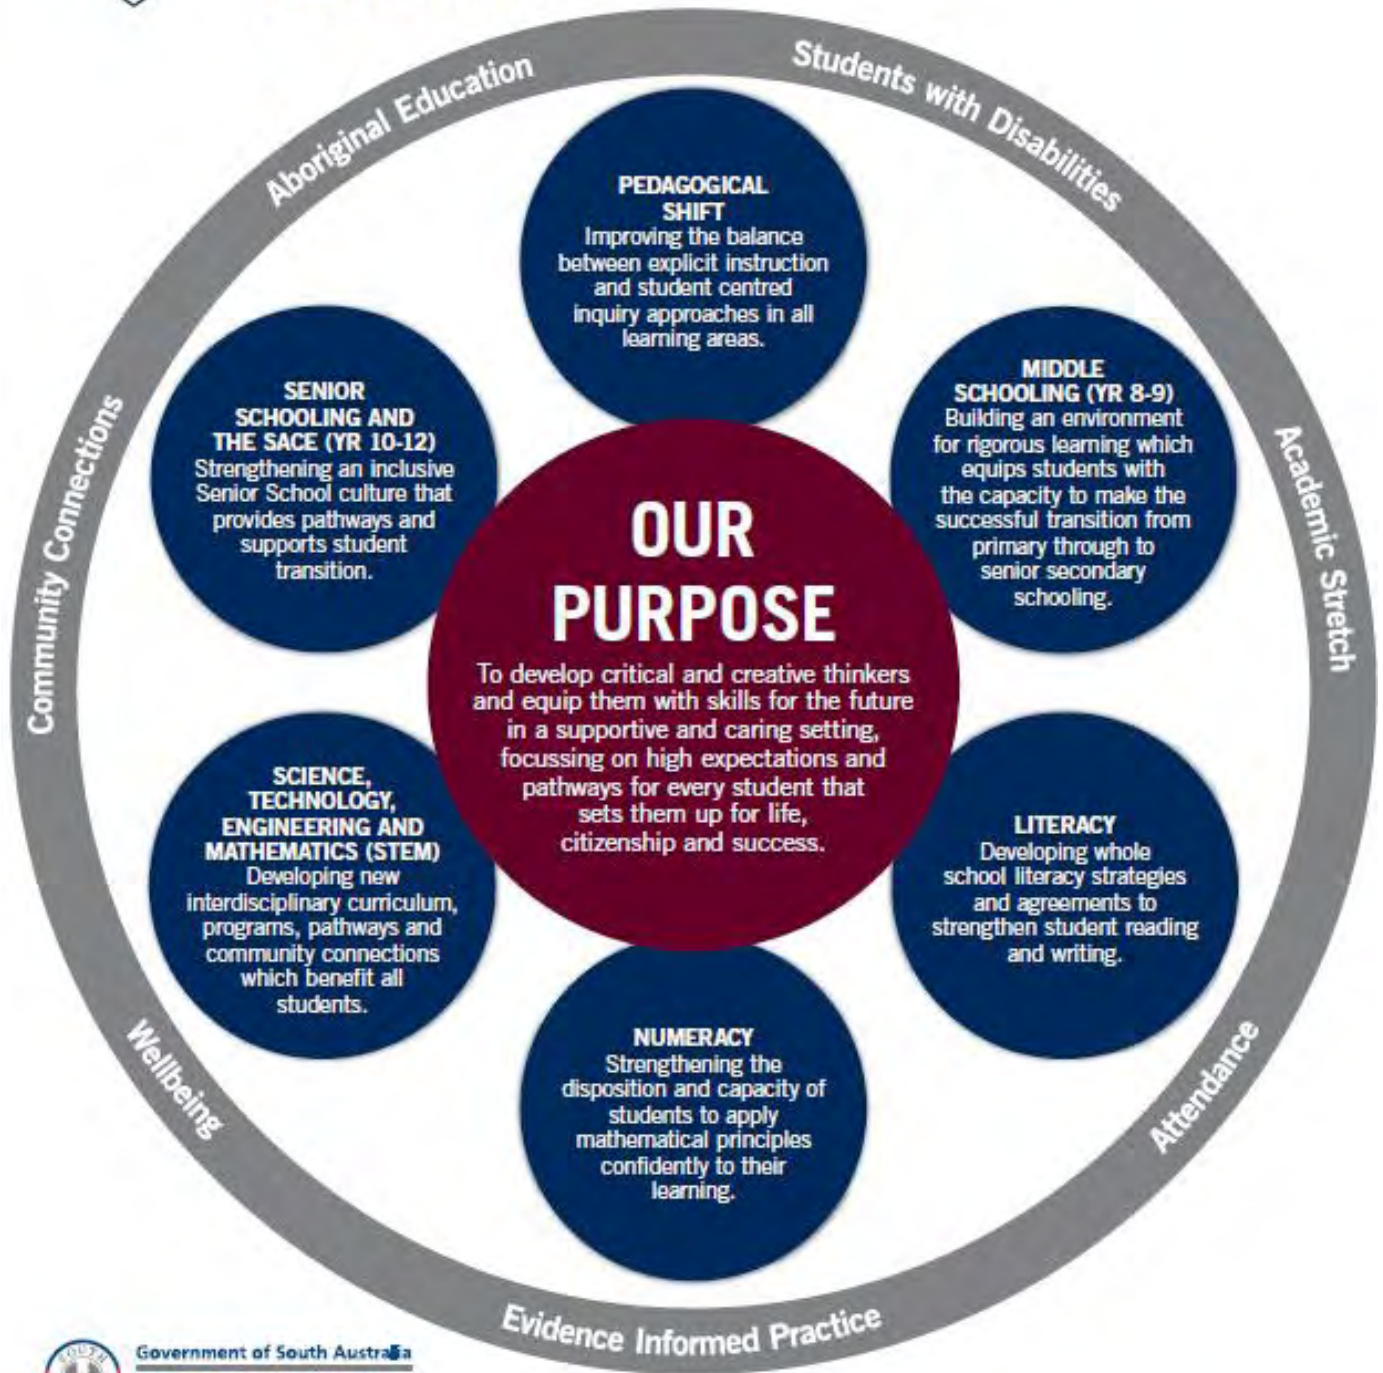 Aboriginal Education
Students with Disabilities
Academic Stretch
Attendance
Evidence Informed Practice
Wellbeing
Community Connections
PEDAGOGICAL
SHIFT
Improving the balance
between explicit instruction
and student centred
inquiry approaches in all
learning areas.
MIDDLE
SCHOOLING (YR 8-9)
Building an environment
for rigorous learning which
equips students with
the capacity to make the
successful transition from
primary through to
senior secondary
schooling.
LITERACY
Developing whole
school literacy strategies
and agreements to
strengthen student reading
and writing.
NUMERACY
Strengthening the
disposition and capacity of
students to apply
mathematical principles
confidently to their
learning.
SCIENCE,
TECHNOLOGY,
ENGINEERING AND
MATHEMATICS (STEM)
Developing new
interdisciplinary curriculum,
programs, pathways and
community connections
which benefit all
students.
SENIOR
SCHOOLING AND
THE SACE (YR 10-12)
Strengthening an inclusive
Senior School culture that
provides pathways and
supports student
transition.
OUR
PURPOSE
To develop critical and creative thinkers
and equip them with skills for the future
in a supportive and caring setting,
focussing on high expectations and
pathways for every student that
sets them up for life,
citizenship and success.
SOUTH
Government of South Australia